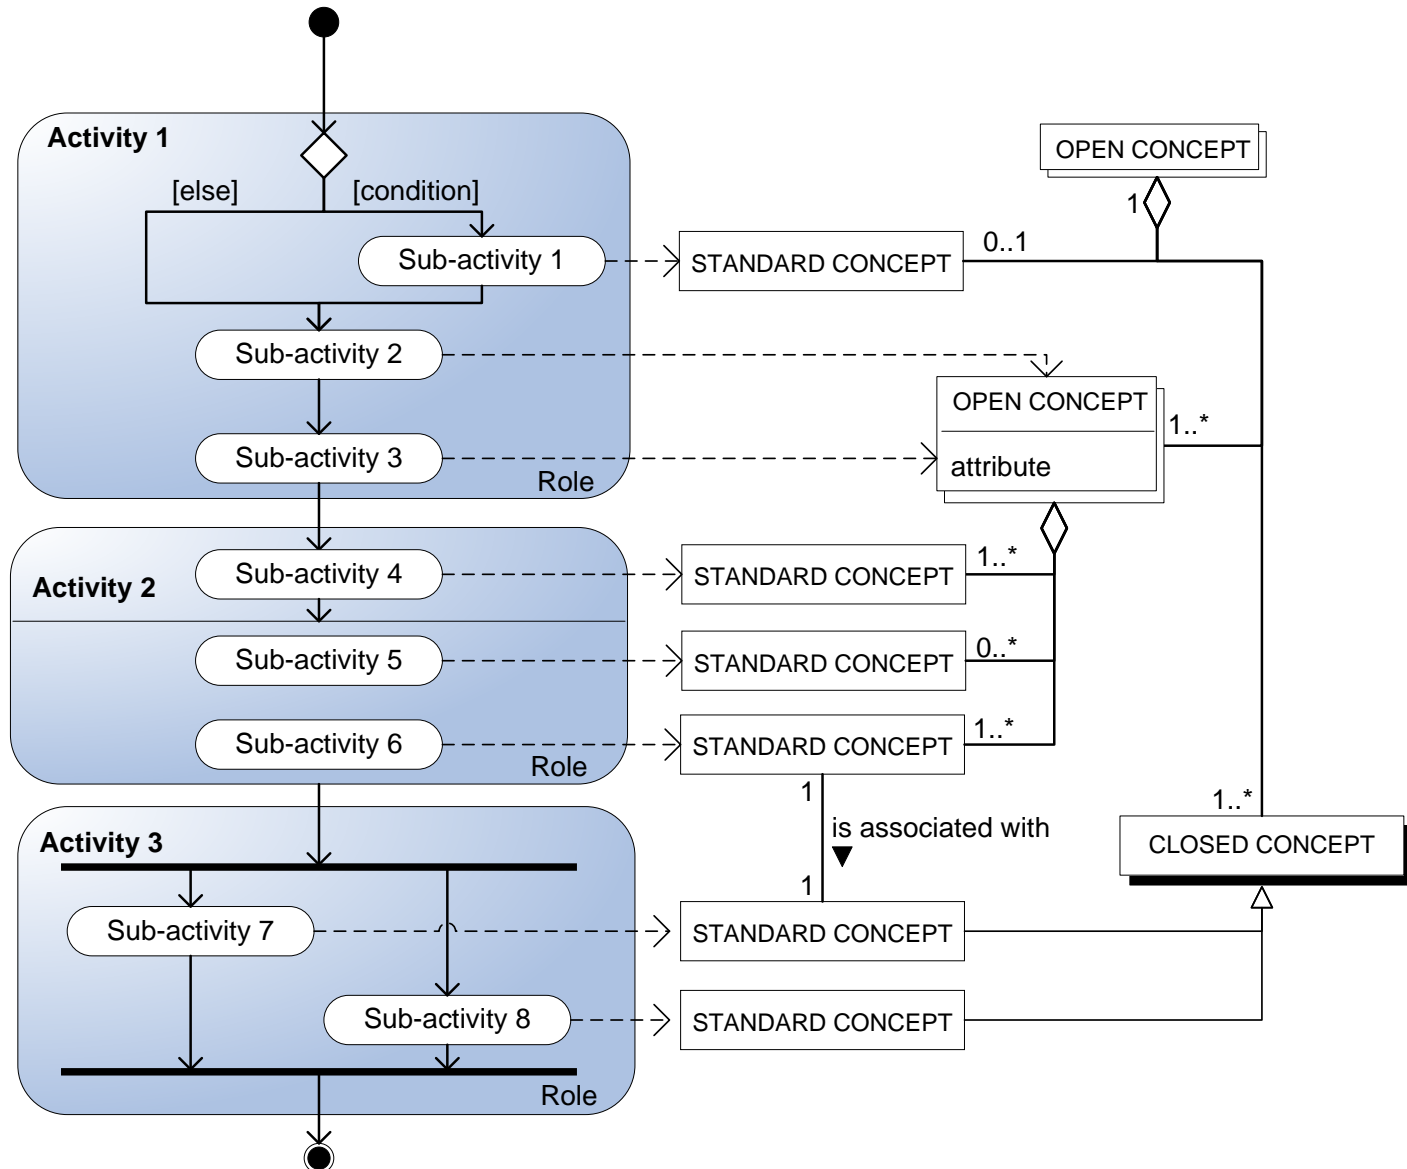 Activity 1
[else]
[condition]
Sub-activity 1
Sub-activity 2
Sub-activity 3
Role
Activity 2
Sub-activity 4
Sub-activity 5
Sub-activity 6
Role
Activity 3
Sub-activity 7
Sub-activity 8
Role
OPEN CONCEPT
1
STANDARD CONCEPT
0..1
OPEN CONCEPT
attribute
1..*
STANDARD CONCEPT
1..*
STANDARD CONCEPT
0..*
STANDARD CONCEPT
1..*
1
is associated with
1
1..*
CLOSED CONCEPT
STANDARD CONCEPT
STANDARD CONCEPT